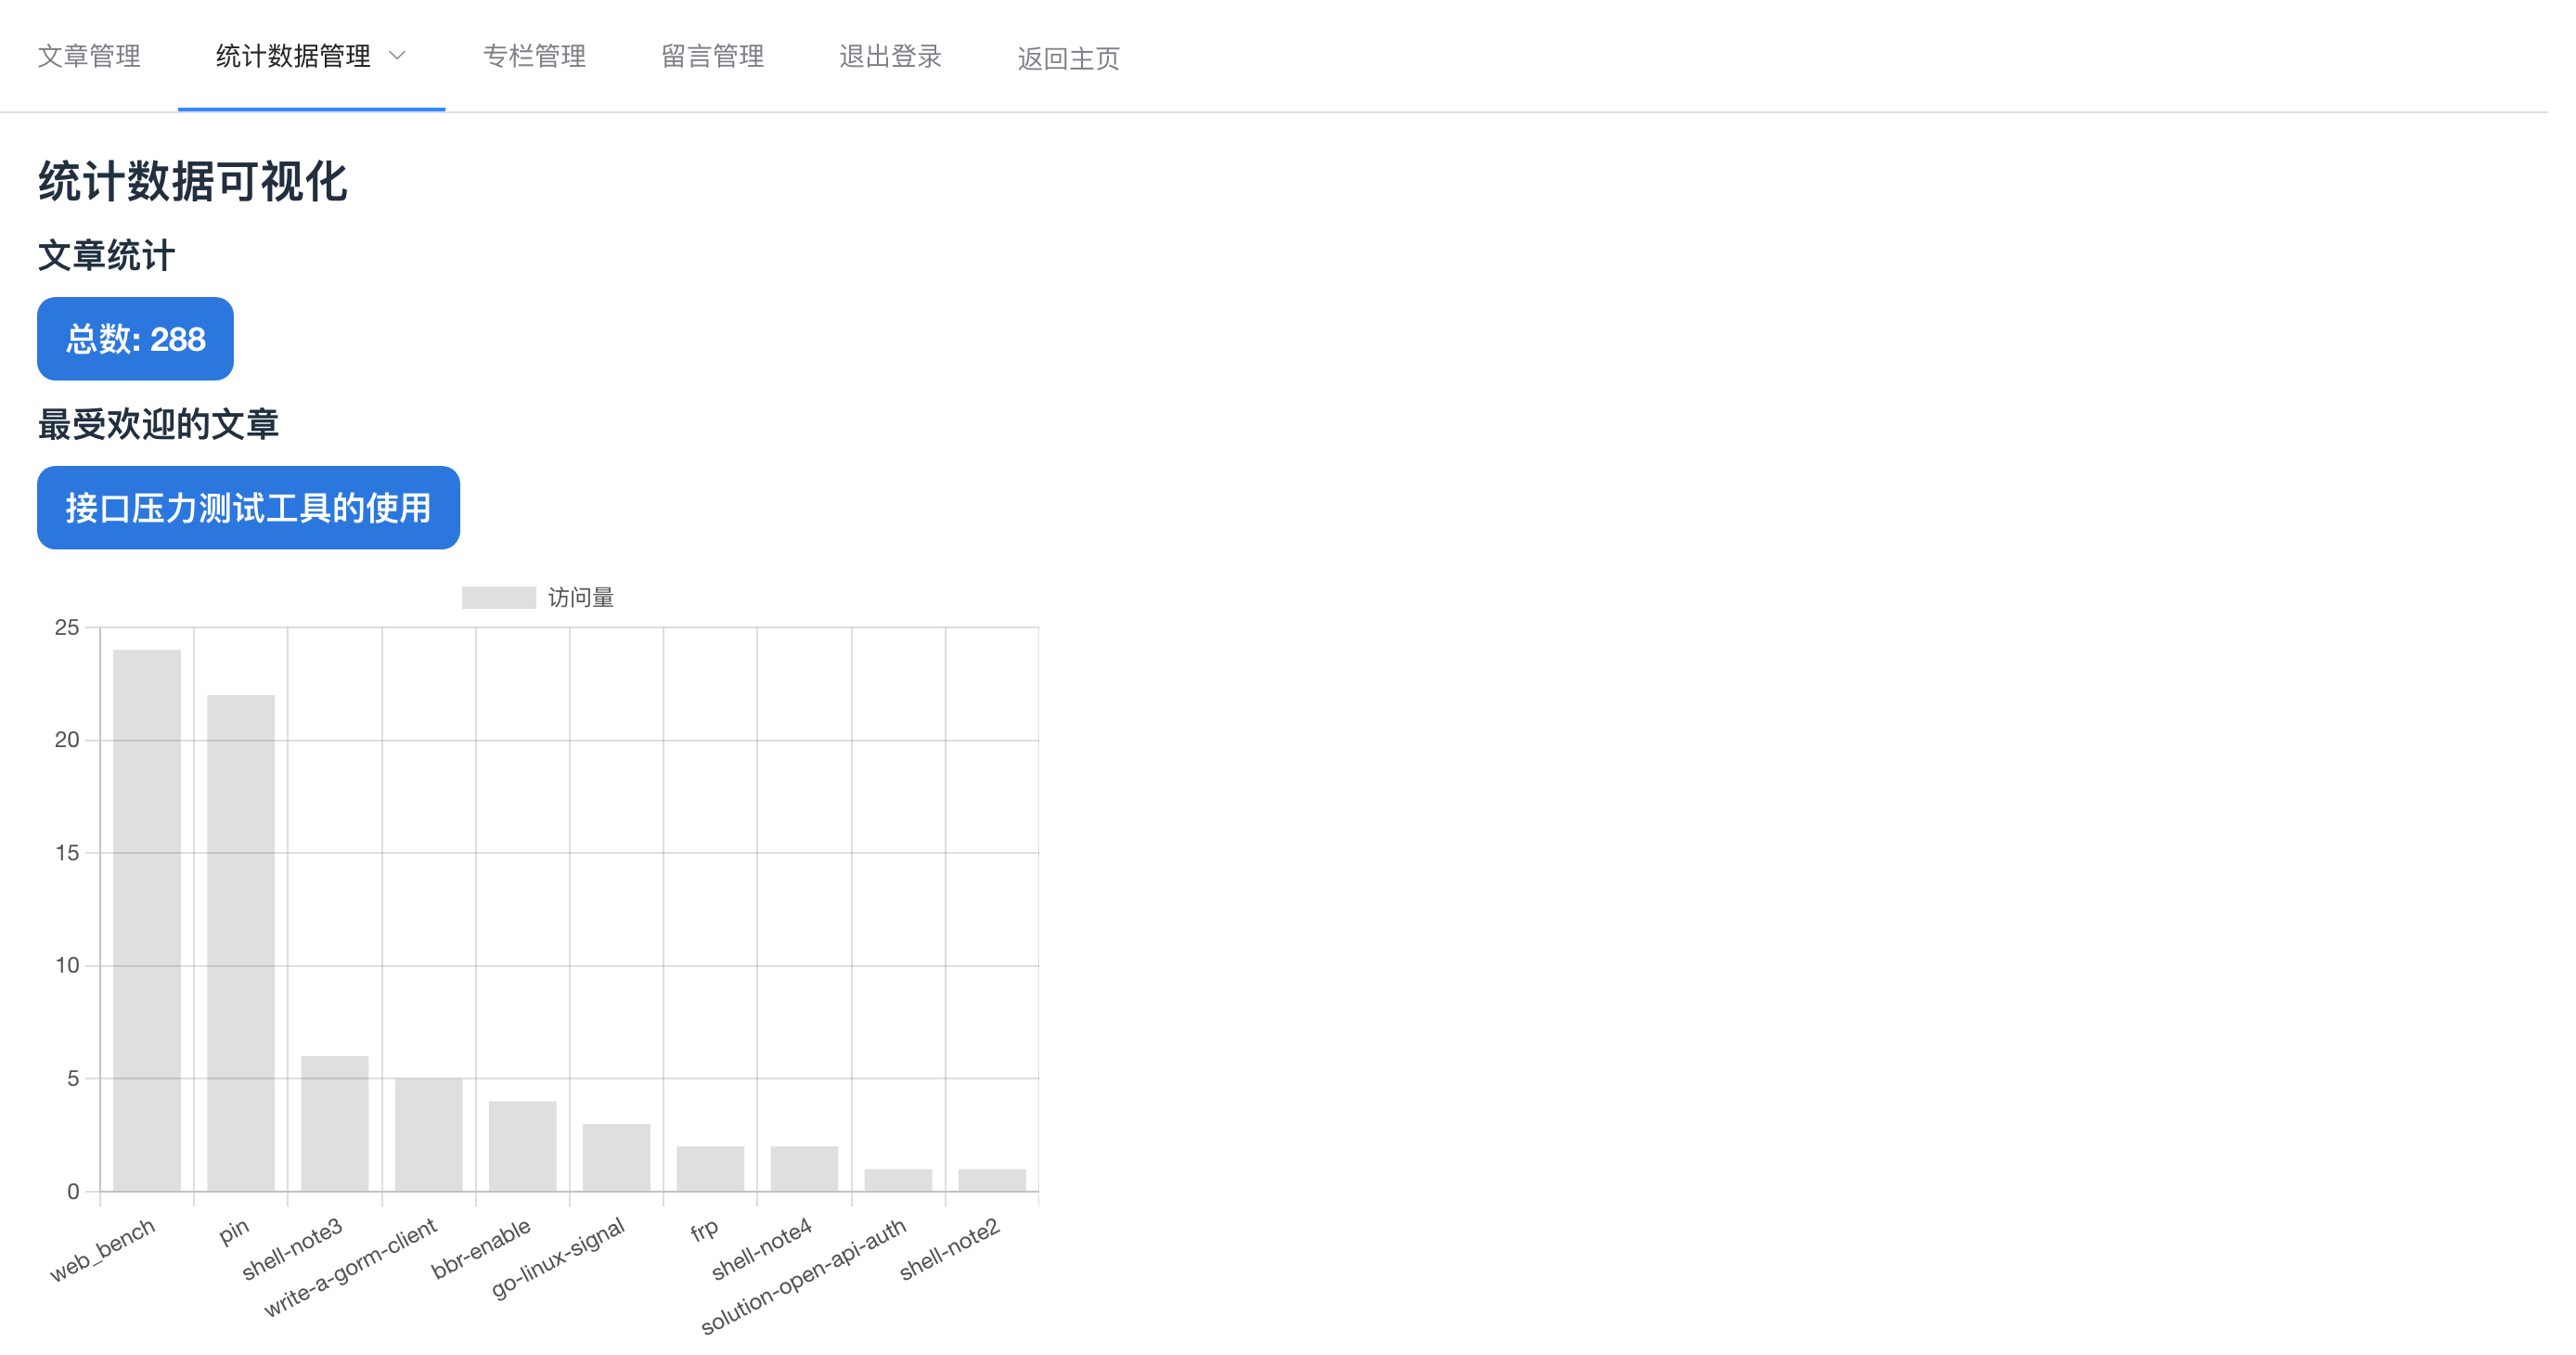 文章管理 统计数据管理 专栏管理 留言管理 退出登录 返回主页
统计数据可视化
文章统计
总数: 288
最受欢迎的文章
接口压力测试工具的使用
访问量
25
20
15
10
5
0
web_bench pin shell-note3 write-a-gorm-client bbr-enable go-linux-signal frp shell-note4 solution-open-api-auth shell-note2